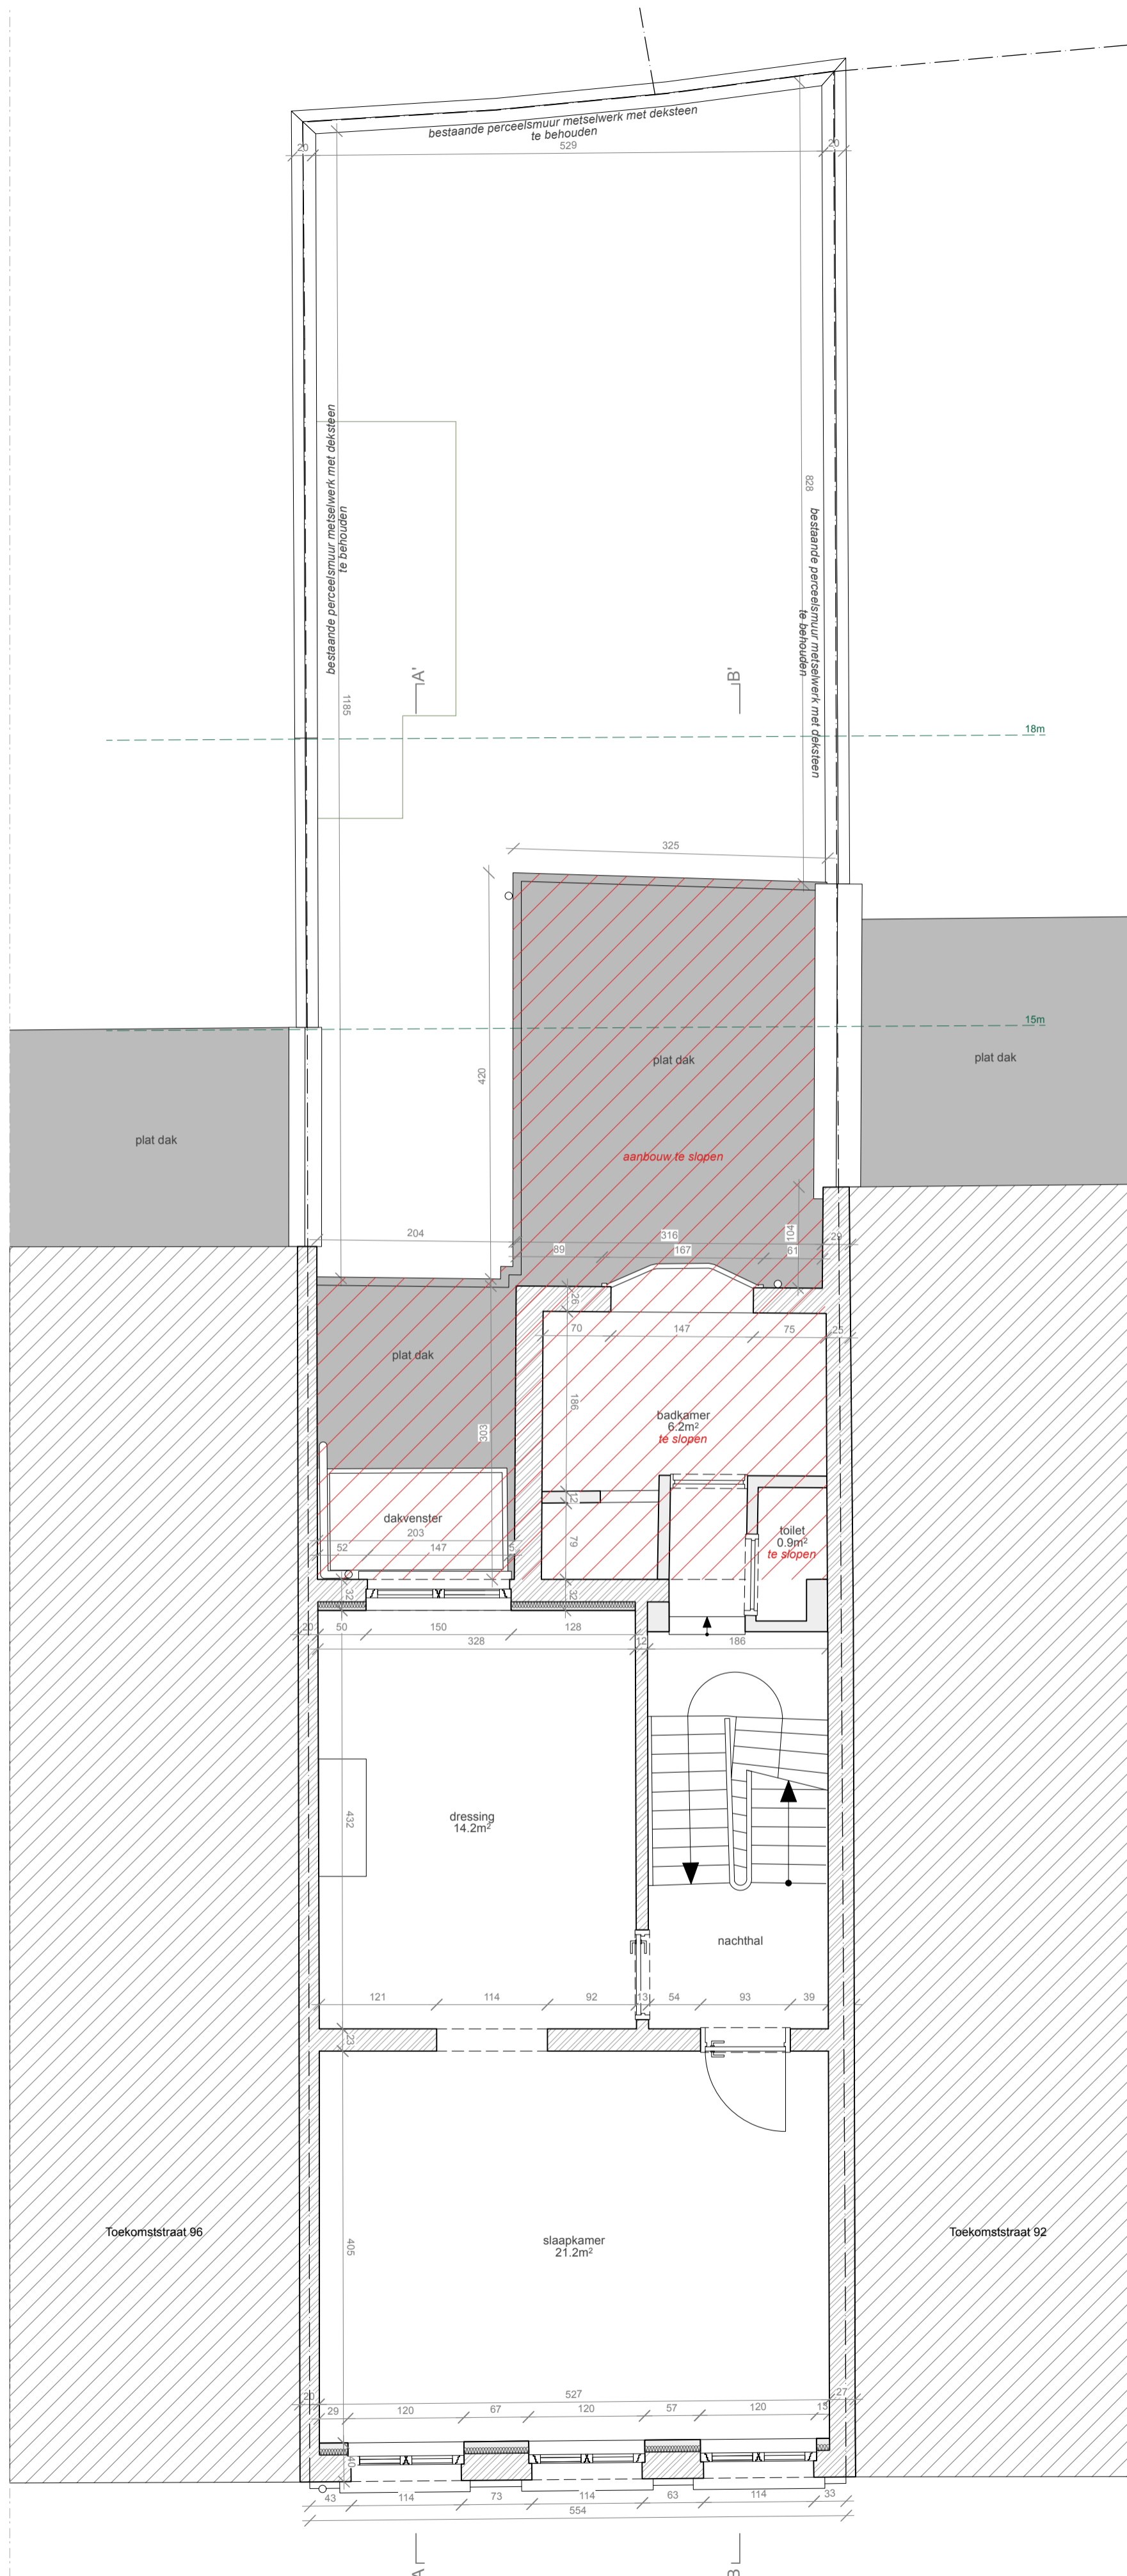 bestaande perceelsmuur metselwerk met deksteen
te behouden
20
529
20
bestaande perceelsmuur metselwerk met deksteen
te behouden
828
bestaande perceelsmuur metselwerk met deksteen
te behouden
1185
A'
B'
18m
325
15m
plat dak
plat dak
plat dak
420
aanbouw te slopen
204
316
104
29
89
167
61
26
70
147
75
25
plat dak
186
badkamer
6.2m²
te slopen
303
12
dakvenster
toilet
0.9m²
te slopen
203
52
147
5
79
32
32
20
50
150
128
328
12
186
dressing
14.2m²
432
nachthal
121
114
92
13
54
93
39
23
Toekomststraat 96
slaapkamer
21.2m²
Toekomststraat 92
405
20
527
27
29
120
67
120
57
120
13
40
43
114
73
114
63
114
33
554
A
B